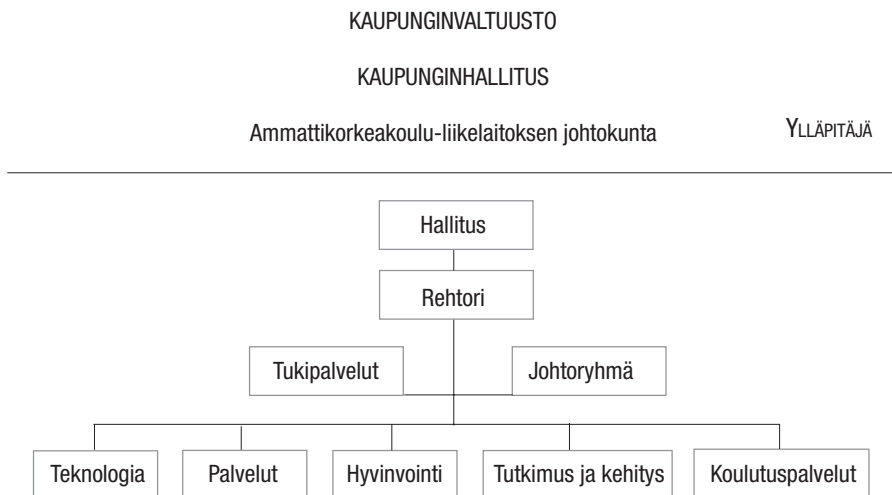 KAUPUNGINVALTUUSTO
KAUPUNGINHALLITUS
Ammattikorkeakoulu-liikelaitoksen johtokunta
YLLÄPITÄJÄ
Hallitus
Rehtori
Tukipalvelut
Johtoryhmä
Teknologia
Palvelut
Hyvinvointi
Tutkimus ja kehitys
Koulutuspalvelut